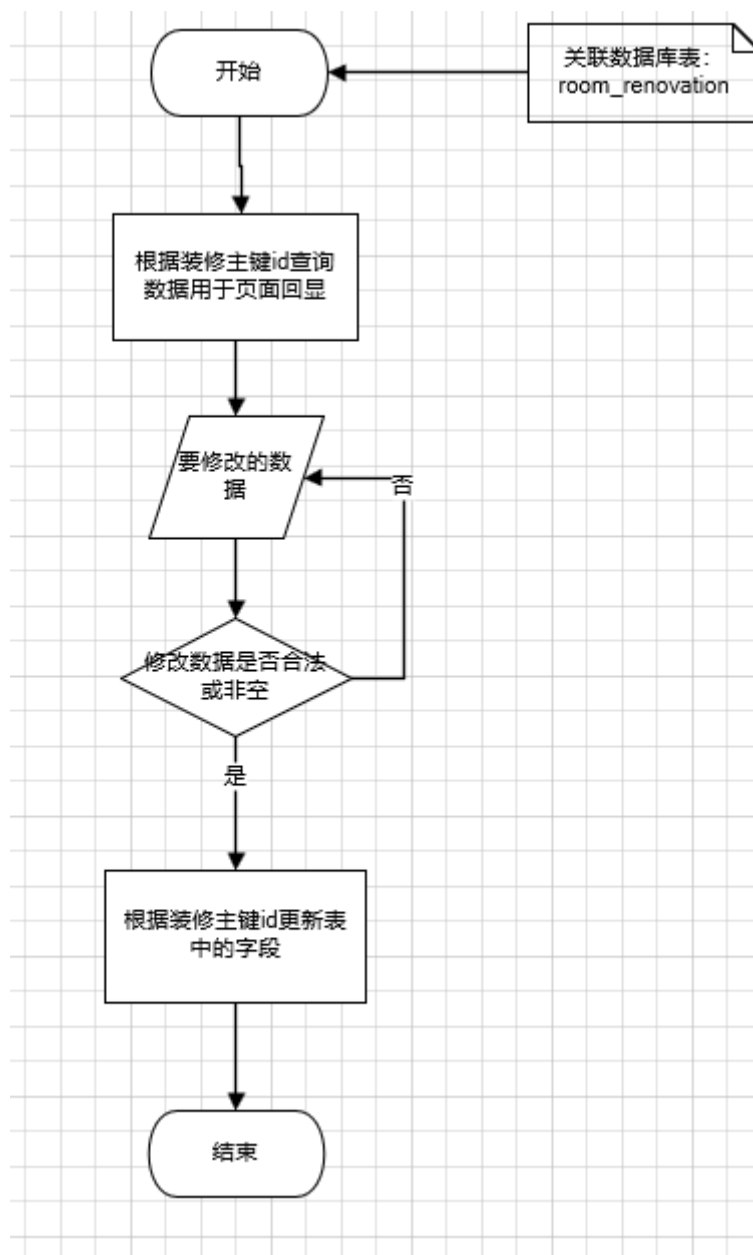 开始
关联数据库表：
room_renovation
根据装修主键id查询
数据用于页面回显
要修改的数
据
否
修改数据是否合法
或非空
是
根据装修主键id更新表
中的字段
结束